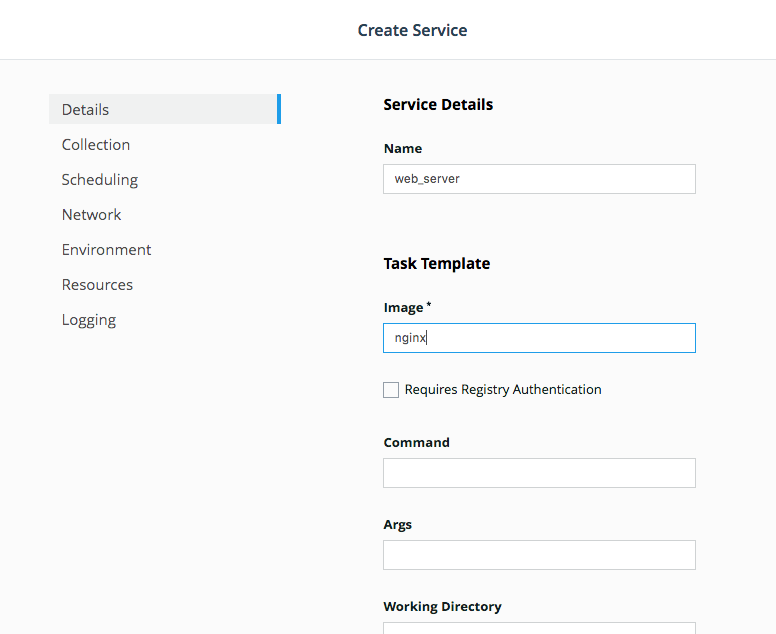 Create Service
Details
Collection
Scheduling
Network
Environment
Resources
Logging
Service Details
Name
web_server
Task Template
Image *
nginx
Requires Registry Authentication
Command
Args
Working Directory